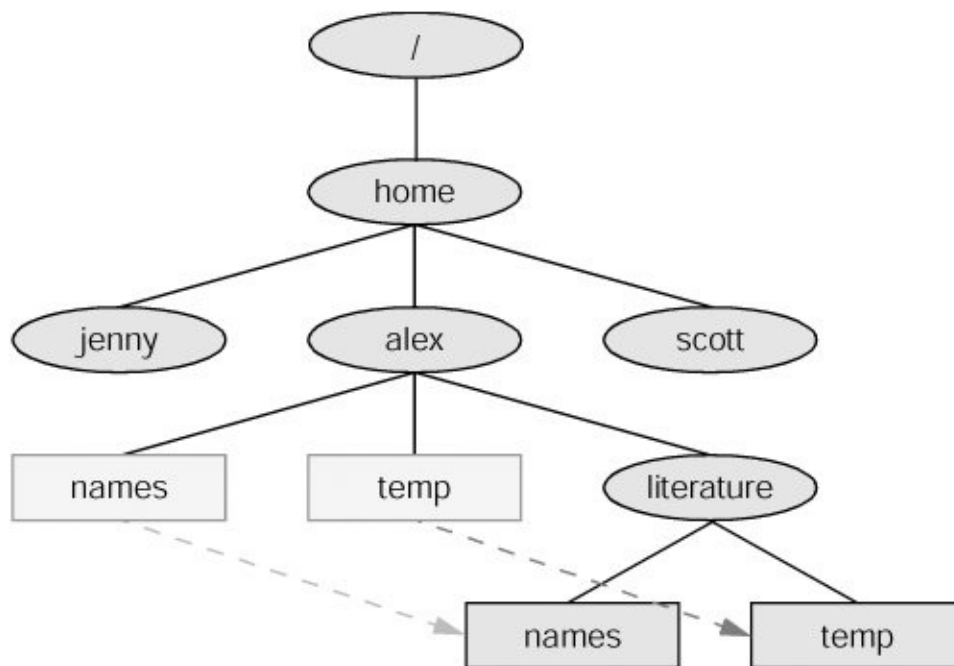 /
home
jenny alex scott
names temp literature
names temp